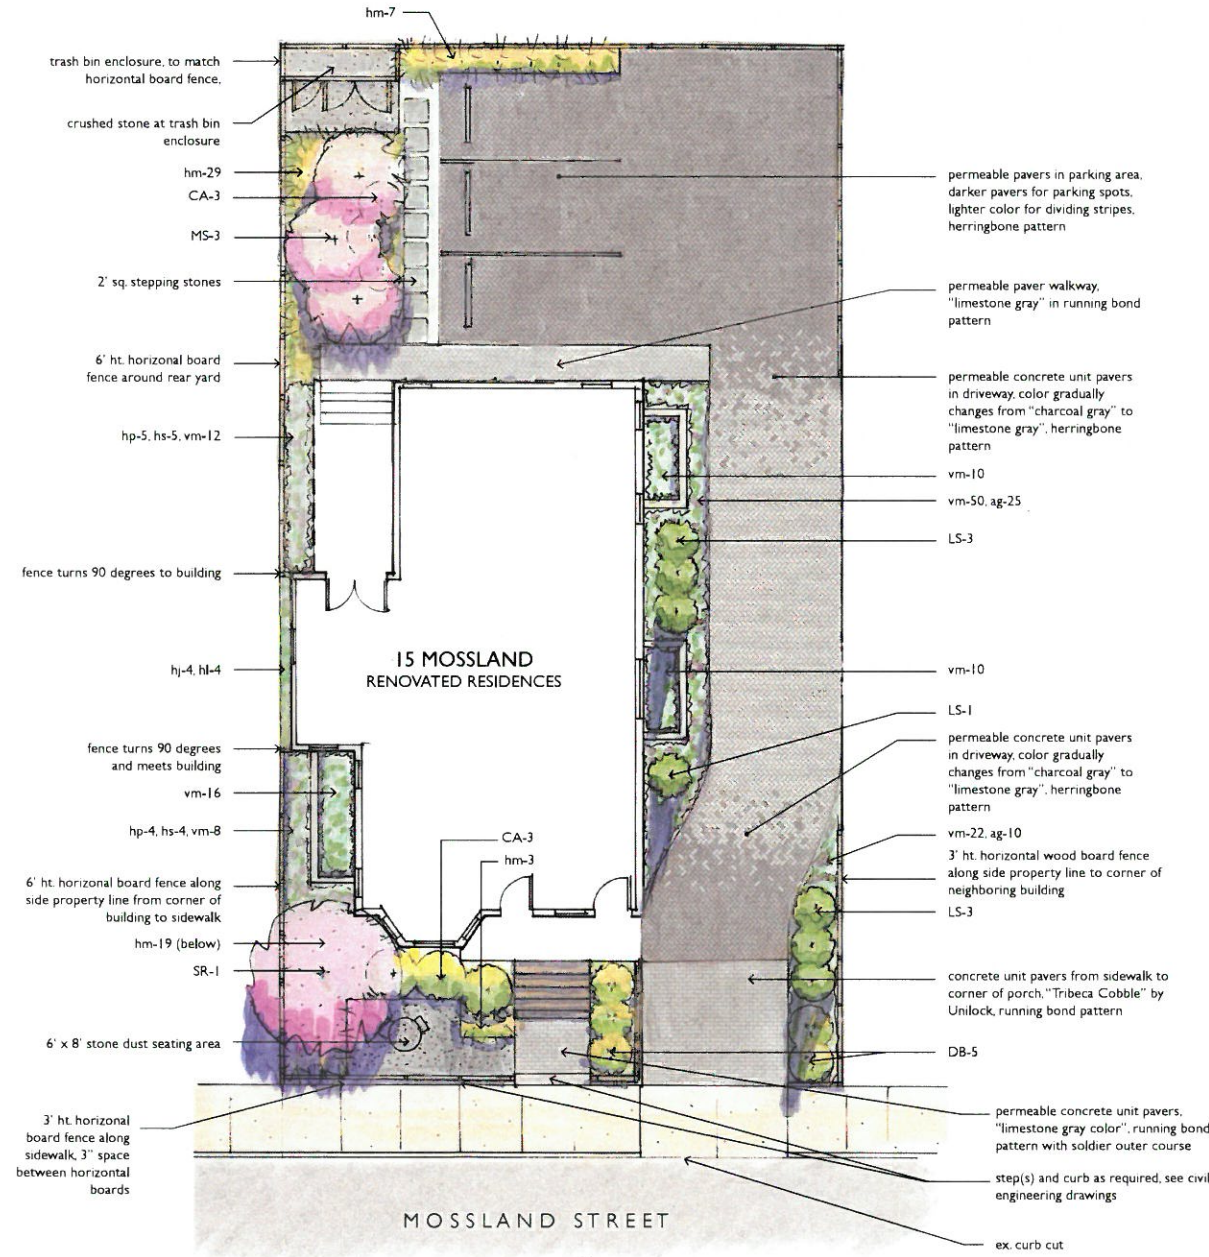 hm-7
trash bin enclosure, to match
horizontal board fence,
crushed stone at trash bin
enclosure
hm-29
CA-3
MS-3
2' sq. stepping stones
6' ht. horizonal board
fence around rear yard
hp-5, hs-5, vm-12
fence turns 90 degrees to building
hj-4, hl-4
fence turns 90 degrees
and meets building
vm-16
hp-4, hs-4, vm-8
6' ht. horizonal board fence along
side property line from corner of
building to sidewalk
hm-19 (below)
SR-1
6' x 8' stone dust seating area
3' ht. horizonal
board fence along
sidewalk, 3" space
between horizontal
boards
15 MOSSLAND
RENOVATED RESIDENCES
CA-3
hm-3
permeable pavers in parking area,
darker pavers for parking spots,
lighter color for dividing stripes,
herringbone pattern
permeable paver walkway,
"limestone gray" in running bond
pattern
permeable concrete unit pavers
in driveway, color gradually
changes from "charcoal gray" to
"limestone gray", herringbone
pattern
vm-10
vm-50, ag-25
LS-3
vm-10
LS-1
permeable concrete unit pavers
in driveway, color gradually
changes from "charcoal gray" to
"limestone gray", herringbone
pattern
vm-22, ag-10
3' ht. horizontal wood board fence
along side property line to corner of
neighboring building
LS-3
concrete unit pavers from sidewalk to
corner of porch, "Tribeca Cobble" by
Unilock, running bond pattern
DB-5
permeable concrete unit pavers,
"limestone gray color", running bond
pattern with soldier outer course
step(s) and curb as required, see civil
engineering drawings
ex. curb cut
MOSSLAND STREET